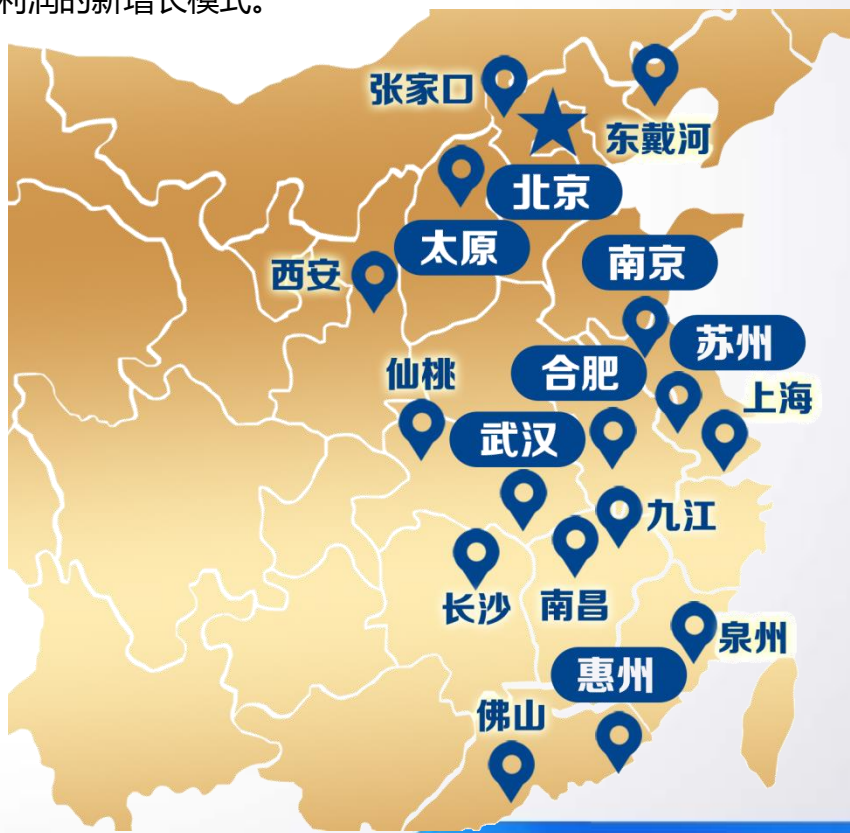 利润的新增长模式。
张家口
东戴河
北京
太原
南京
西安
苏州
合肥
仙桃
上海
武汉
九江
长沙
南昌
泉州
惠州
佛山